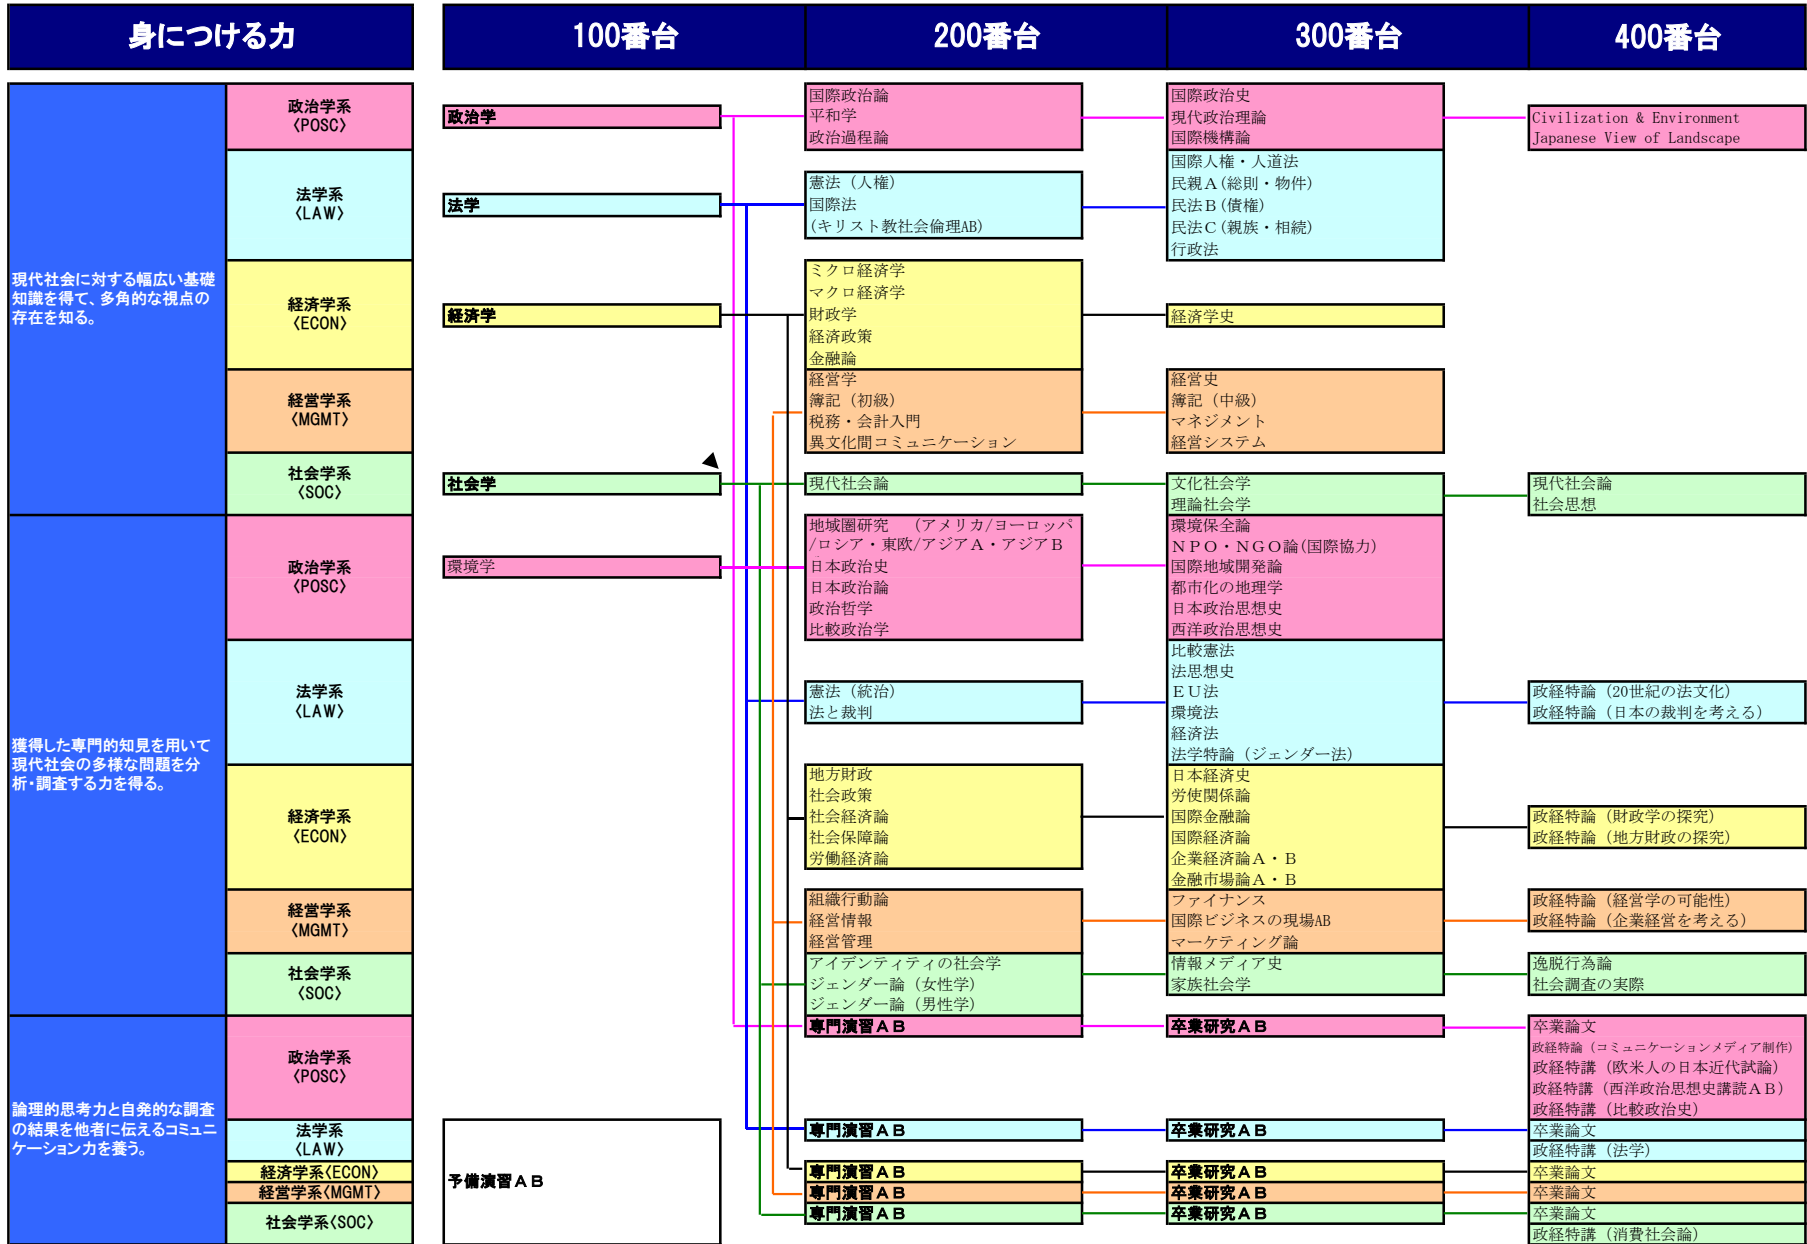 身につける力
100番台
200番台
300番台
400番台
現代社会に対する幅広い基礎
知識を得て、多角的な視点の
存在を知る。
政治学系
〈POSC〉
政治学
国際政治論
平和学
政治過程論
国際政治史
現代政治理論
国際機構論
Civilization & Environment
Japanese View of Landscape
法学系
〈LAW〉
法学
憲法（人権）
国際法
(キリスト教社会倫理AB)
国際人権・人道法
民親Ａ(総則・物件)
民法Ｂ(債権)
民法Ｃ(親族・相続)
行政法
経済学系
〈ECON〉
経済学
ミクロ経済学
マクロ経済学
財政学
経済政策
金融論
経済学史
経営学系
〈MGMT〉
経営学
簿記（初級）
税務・会計入門
異文化間コミュニケーション
経営史
簿記（中級）
マネジメント
経営システム
社会学系
〈SOC〉
社会学
現代社会論
文化社会学
理論社会学
現代社会論
社会思想
獲得した専門的知見を用いて
現代社会の多様な問題を分
析・調査する力を得る。
政治学系
〈POSC〉
環境学
地域圏研究　（アメリカ/ヨーロッパ
/ロシア・東欧/アジアＡ・アジアＢ
日本政治史
日本政治論
政治哲学
比較政治学
環境保全論
ＮＰＯ・ＮＧＯ論(国際協力)
国際地域開発論
都市化の地理学
日本政治思想史
西洋政治思想史
法学系
〈LAW〉
憲法（統治）
法と裁判
比較憲法
法思想史
ＥＵ法
環境法
経済法
法学特論（ジェンダー法）
政経特論（20世紀の法文化）
政経特論（日本の裁判を考える）
経済学系
〈ECON〉
地方財政
社会政策
社会経済論
社会保障論
労働経済論
日本経済史
労使関係論
国際金融論
国際経済論
企業経済論Ａ・Ｂ
金融市場論Ａ・Ｂ
政経特論（財政学の探究）
政経特論（地方財政の探究）
経営学系
〈MGMT〉
組織行動論
経営情報
経営管理
ファイナンス
国際ビジネスの現場AB
マーケティング論
政経特論（経営学の可能性）
政経特論（企業経営を考える）
社会学系
〈SOC〉
アイデンティティの社会学
ジェンダー論（女性学）
ジェンダー論（男性学）
情報メディア史
家族社会学
逸脱行為論
社会調査の実際
論理的思考力と自発的な調査
の結果を他者に伝えるコミュニ
ケーション力を養う。
政治学系
〈POSC〉
専門演習ＡＢ
卒業研究ＡＢ
卒業論文
政経特論（コミュニケーションメディア制作）
政経特講（欧米人の日本近代試論）
政経特講（西洋政治思想史講読ＡＢ）
政経特講（比較政治史）
法学系
〈LAW〉
予備演習ＡＢ
専門演習ＡＢ
卒業研究ＡＢ
卒業論文
政経特講（法学）
経済学系〈ECON〉
専門演習ＡＢ
卒業研究ＡＢ
卒業論文
経営学系〈MGMT〉
専門演習ＡＢ
卒業研究ＡＢ
卒業論文
社会学系〈SOC〉
専門演習ＡＢ
卒業研究ＡＢ
卒業論文
政経特講（消費社会論）